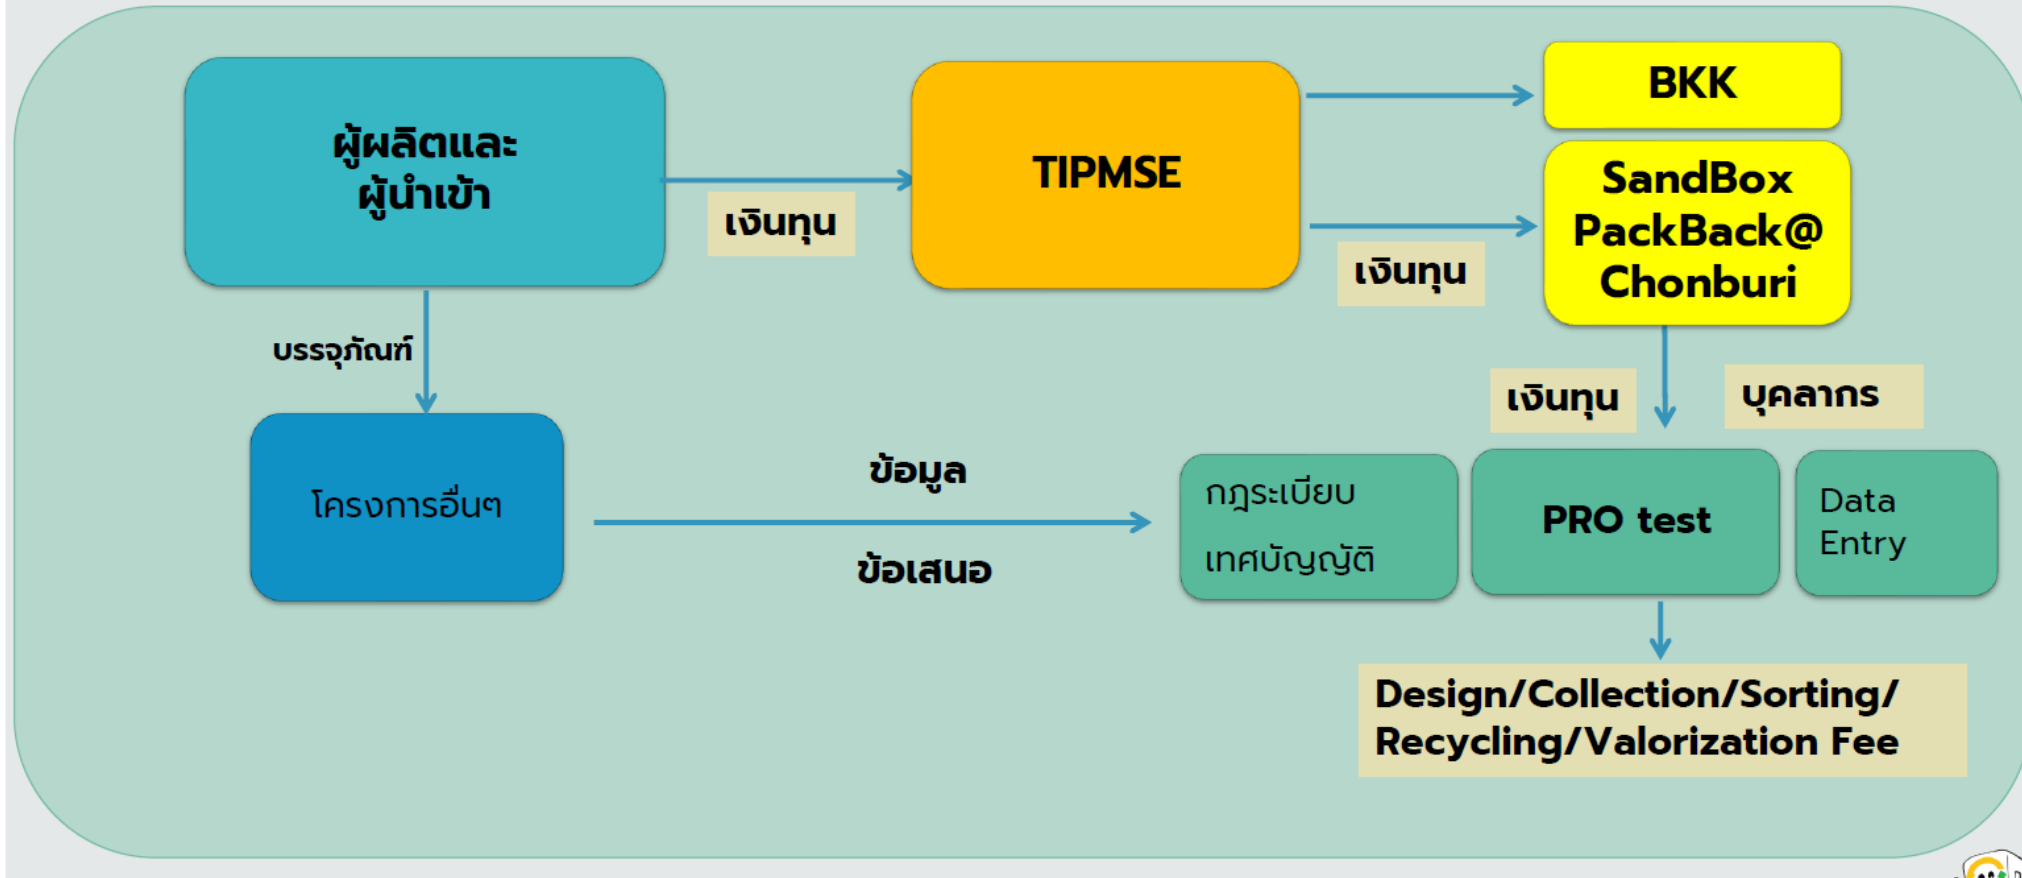 ผู้ผลิตและ
ผู้นำเข้า
เงินทุน
TIPMSE
BKK
SandBox
PackBack@
Chonburi
เงินทุน
บรรจุภัณฑ์
เงินทุน
บุคลากร
โครงการอื่นๆ
ข้อมูล
ข้อเสนอ
กฎระเบียบ
เทศบัญญัติ
PRO test
Data
Entry
Design/Collection/Sorting/
Recycling/Valorization Fee